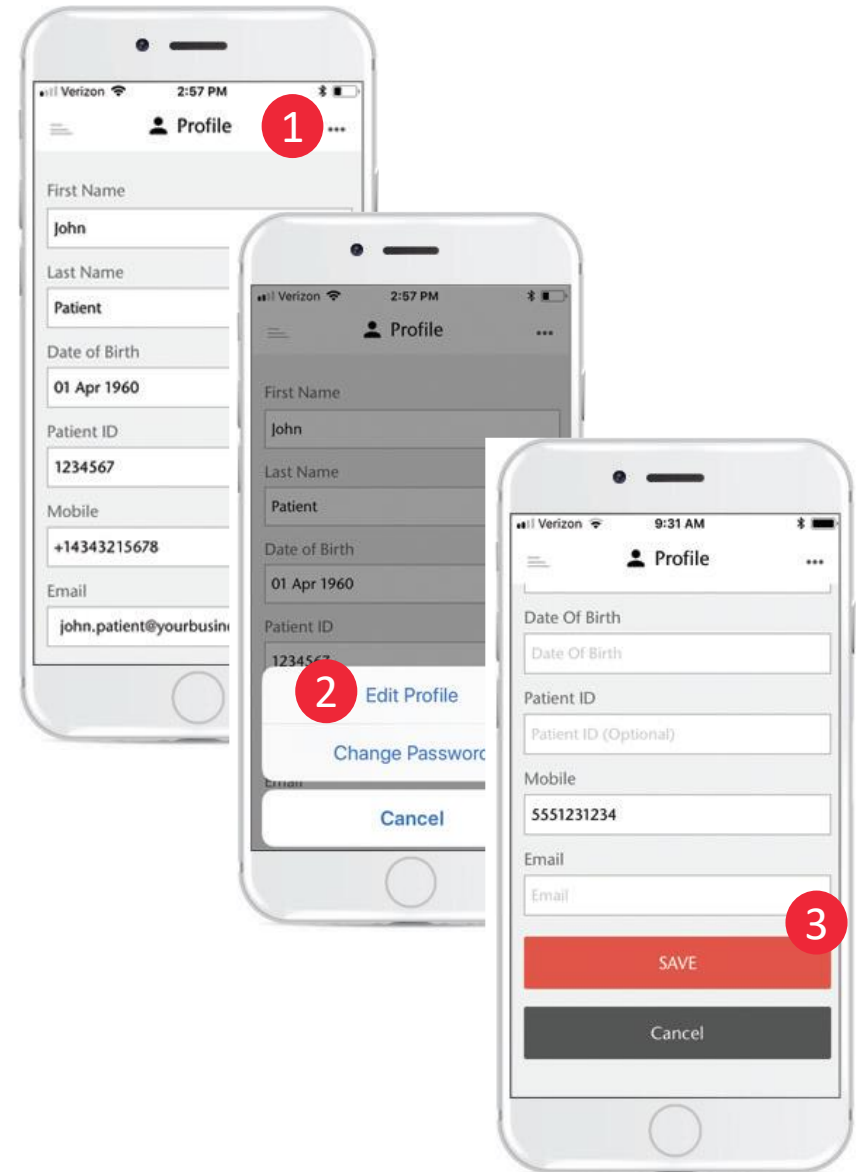 Verizon 2:57 PM
Profile 1 •••
First Name
John
Last Name
Patient
Date of Birth
01 Apr 1960
Patient ID
1234567
Mobile
+14343215678
Email
john.patient@yourbusin
Verizon 2:57 PM
Profile •••
First Name
John
Last Name
Patient
Date of Birth
01 Apr 1960
Patient ID
1234567
2 Edit Profile
Change Password
Email
Cancel
Verizon 9:31 AM
Profile •••
Date Of Birth
Date Of Birth
Patient ID
Patient ID (Optional)
Mobile
5551231234
Email
Email
3
SAVE
Cancel